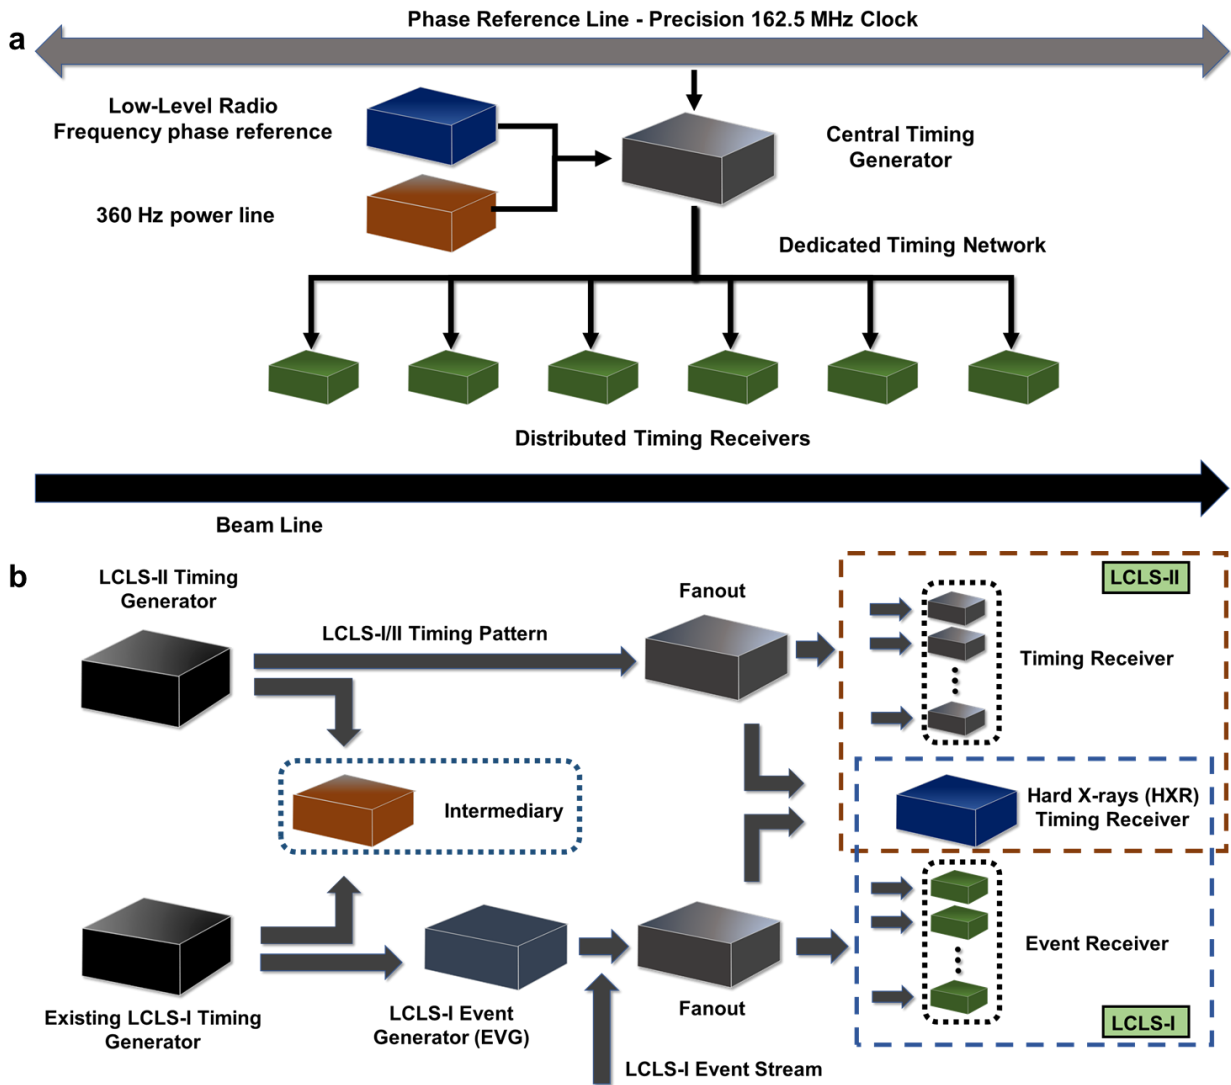 a
Phase Reference Line - Precision 162.5 MHz Clock
Low-Level Radio
Frequency phase reference
Central Timing
Generator
360 Hz power line
Dedicated Timing Network
Distributed Timing Receivers
Beam Line
b
LCLS-II Timing
Generator
LCLS-I/II Timing Pattern
Fanout
LCLS-II
Timing Receiver
Intermediary
Hard X-rays (HXR)
Timing Receiver
Existing LCLS-I Timing
Generator
LCLS-I Event
Generator (EVG)
Fanout
LCLS-I Event Stream
Event Receiver
LCLS-I